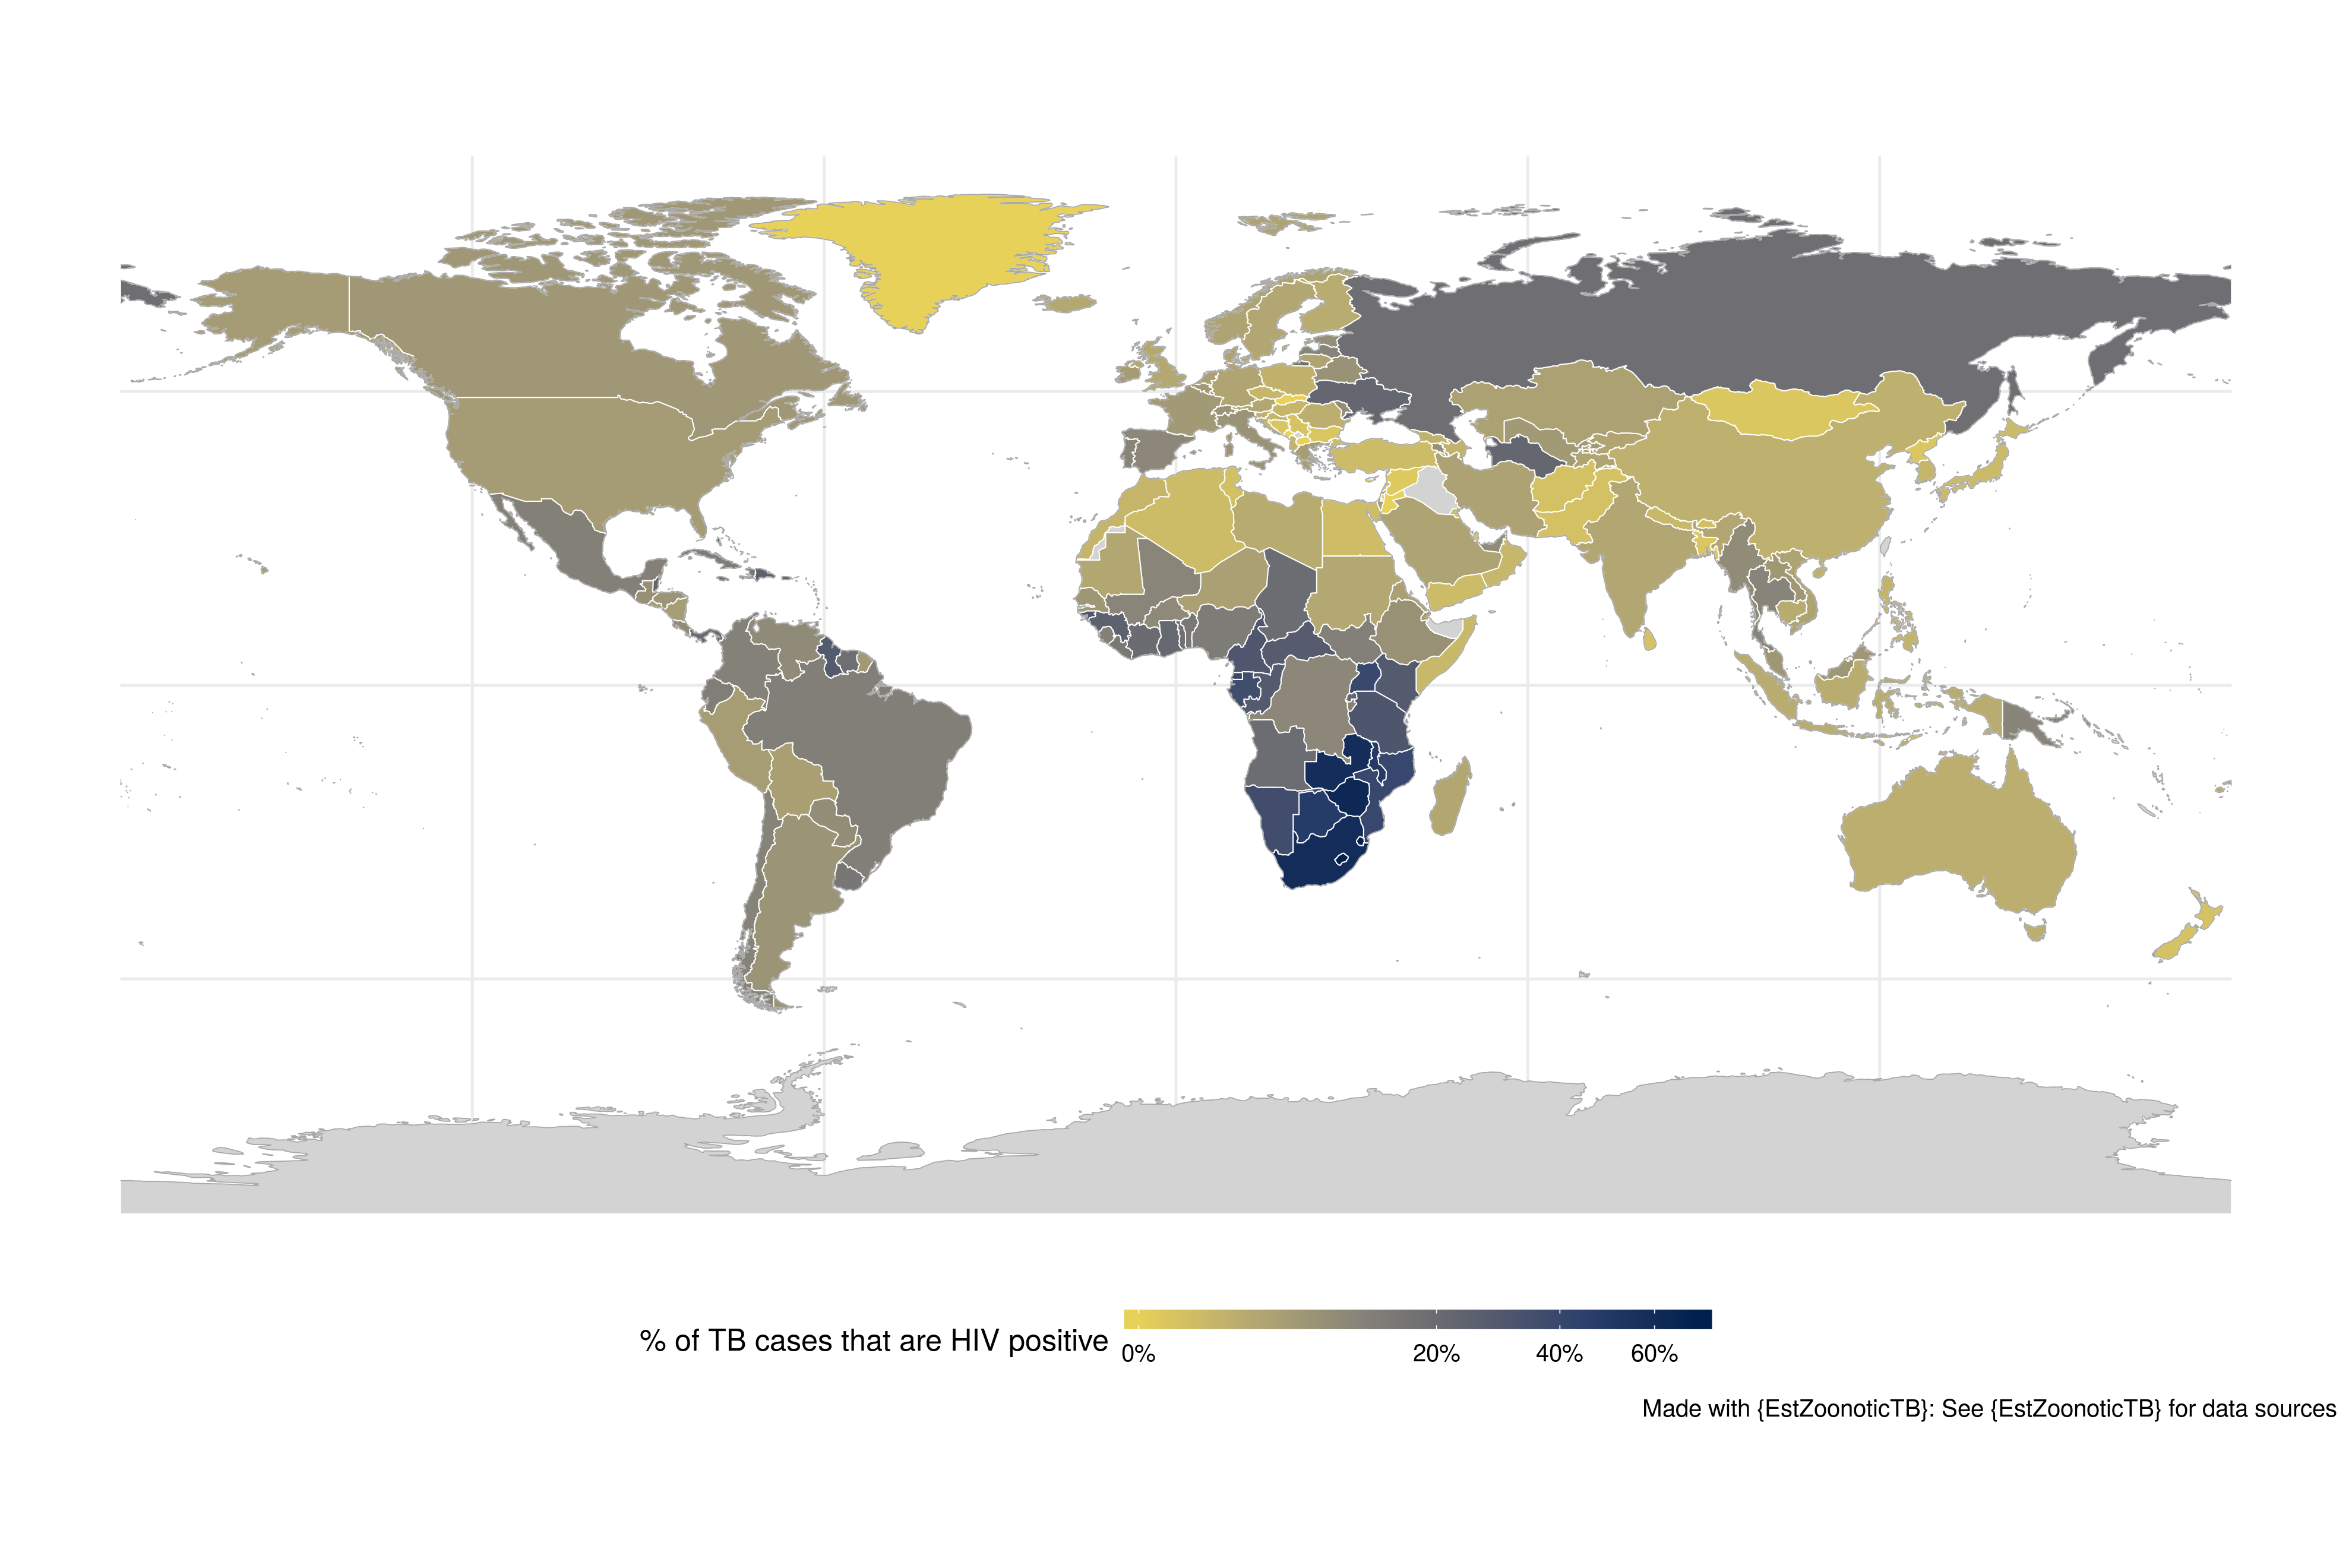 % of TB cases that are HIV positive
0% 20% 40% 60%
Made with {EstZoonoticTB}: See {EstZoonoticTB} for data sources